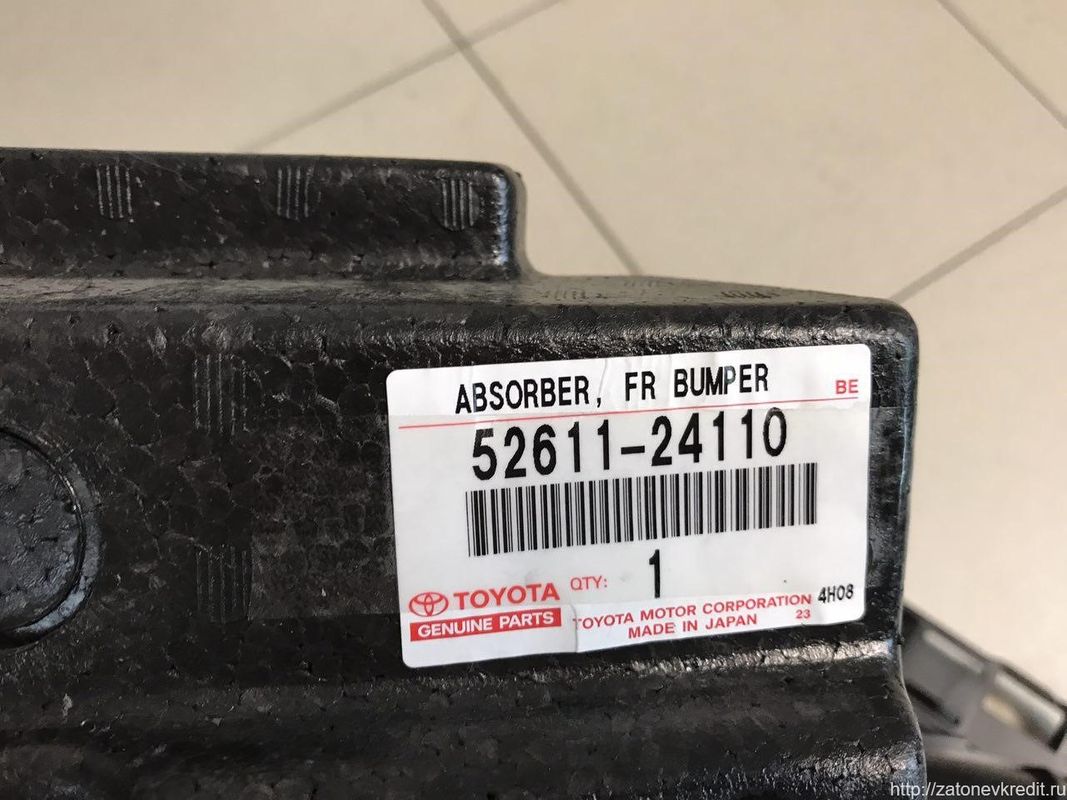 ABSORBER, FR BUMPER BE
52611-24110
QTY: 1
TOYOTA
GENUINE PARTS
TOYOTA MOTOR CORPORATION 4H08
MADE IN JAPAN 23
http://zatonevkredit.ru